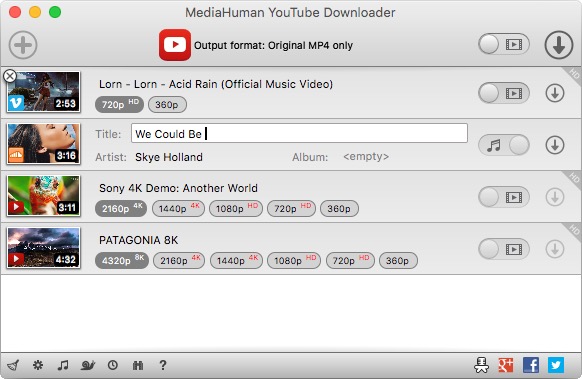 MediaHuman YouTube Downloader
Output format: Original MP4 only
2:53
Lorn - Lorn - Acid Rain (Official Music Video)
720p HD 360p
HD
3:16
Title: We Could Be
Artist: Skye Holland Album: <empty>
3:11
Sony 4K Demo: Another World
2160p 4K 1440p 4K 1080p HD 720p HD 360p
HD
4:32
PATAGONIA 8K
4320p 8K 2160p 4K 1440p 4K 1080p HD 720p HD 360p
HD
?
g+ f